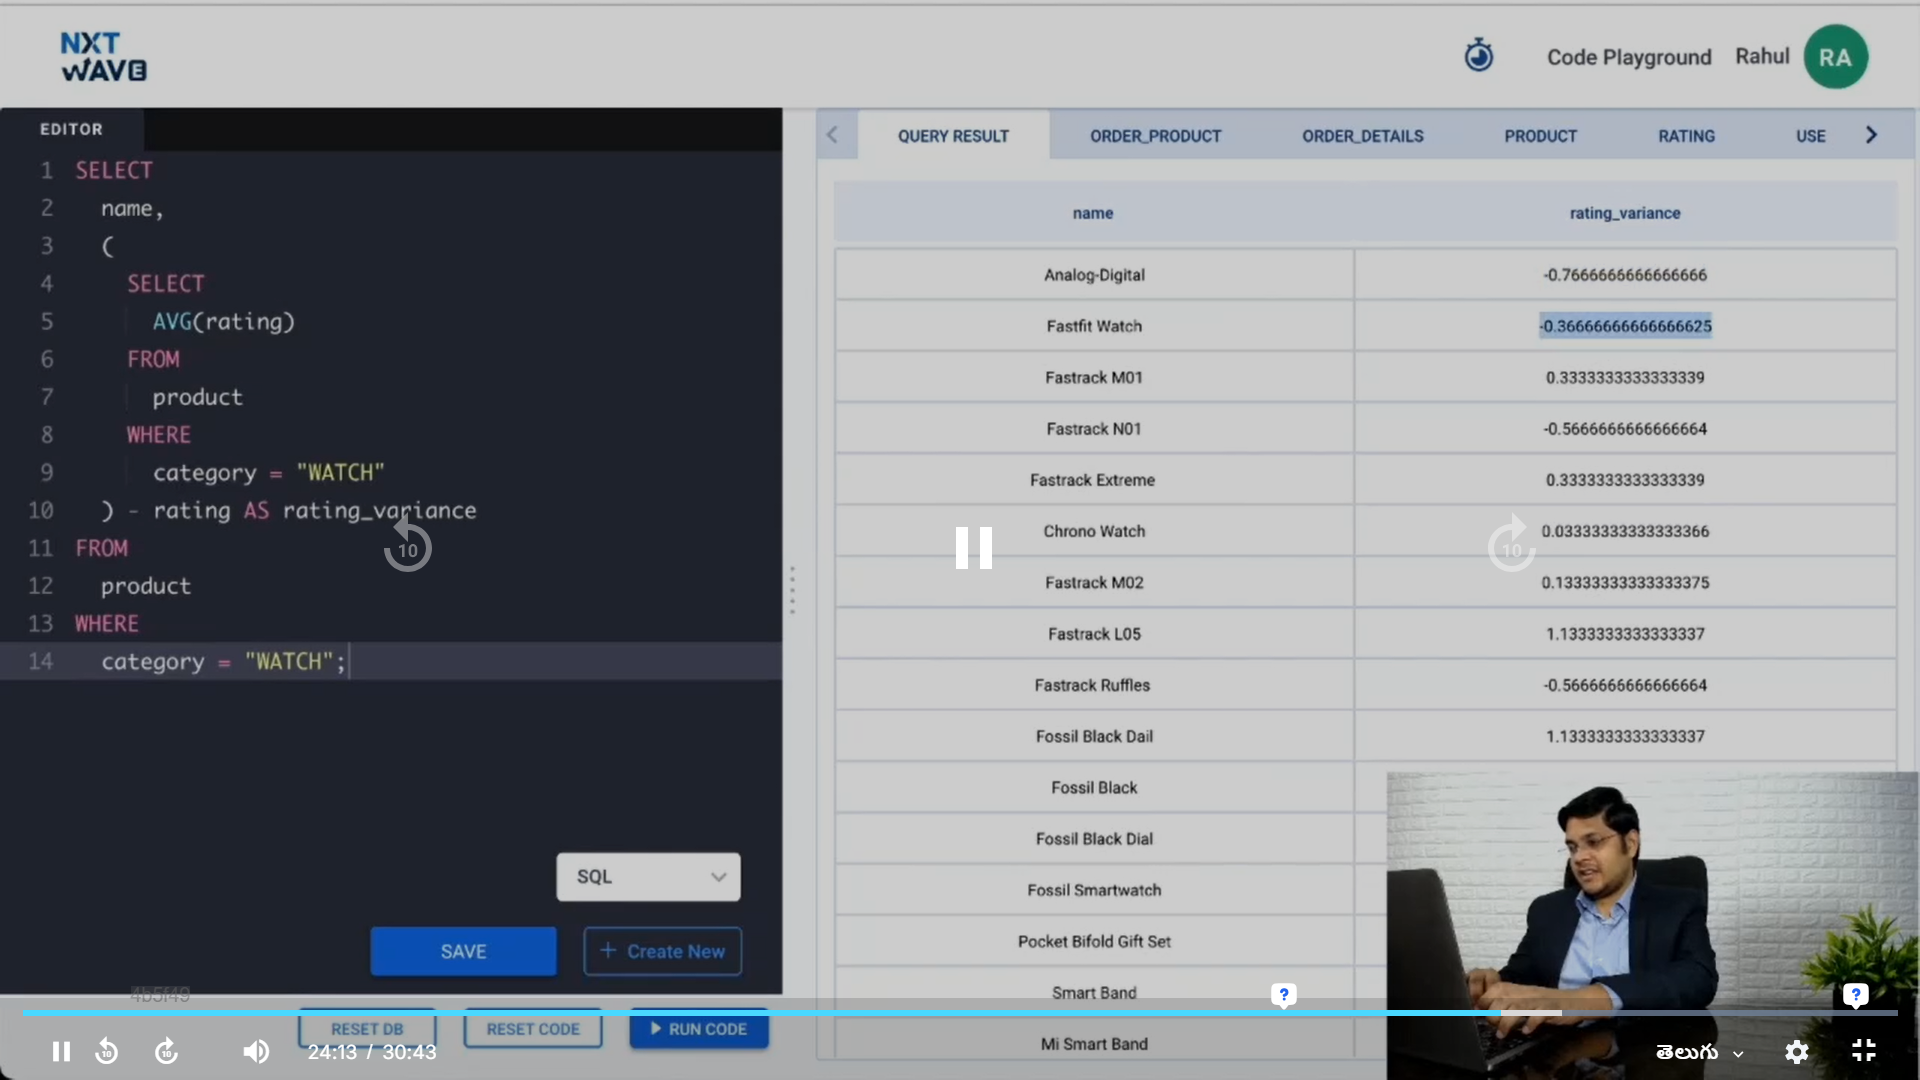 NXT
WAVE
Code Playground
Rahul
RA
EDITOR
1 SELECT
2 name,
3 (
4 SELECT
5 AVG(rating)
6 FROM
7 product
8 WHERE
9 category = "WATCH"
10 ) - rating AS rating_variance
11 FROM
12 product
13 WHERE
14 category = "WATCH";
SQL
SAVE
+ Create New
4b5f49
RESET DB
RESET CODE
RUN CODE
QUERY RESULT
ORDER_PRODUCT
ORDER_DETAILS
PRODUCT
RATING
USE
name rating_variance
Analog-Digital -0.7666666666666666
Fastfit Watch -0.36666666666666625
Fastrack M01 0.3333333333333339
Fastrack N01 -0.5666666666666664
Fastrack Extreme 0.3333333333333339
Chrono Watch 0.03333333333333366
Fastrack M02 0.13333333333333375
Fastrack L05 1.1333333333333337
Fastrack Ruffles -0.5666666666666664
Fossil Black Dail 1.1333333333333337
Fossil Black
Fossil Black Dial
Fossil Smartwatch
Pocket Bifold Gift Set
Smart Band
Mi Smart Band
10
10
?
?
10
10
24:13 / 30:43
తెలుగు